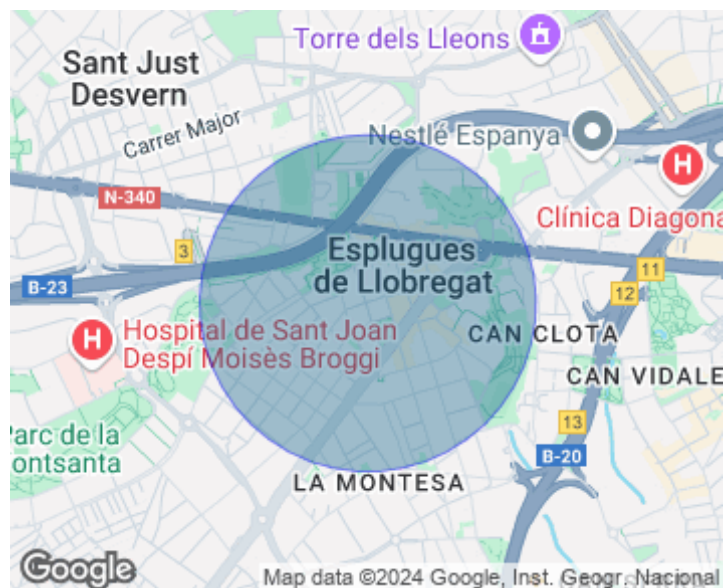 Torre dels Lleons
Sant Just
Desvern
Carrer Major
Nestlé Espanya
N-340
Clínica Diagona
3
Esplugues
de Llobregat
11
B-23
12
Hospital de Sant Joan
Despí Moisès Broggi
CAN CLOTA
CAN VIDALE
13
Parc de la
ontsanta
B-20
LA MONTESA
Google
Map data ©2024 Google, Inst. Geogr. Nacional